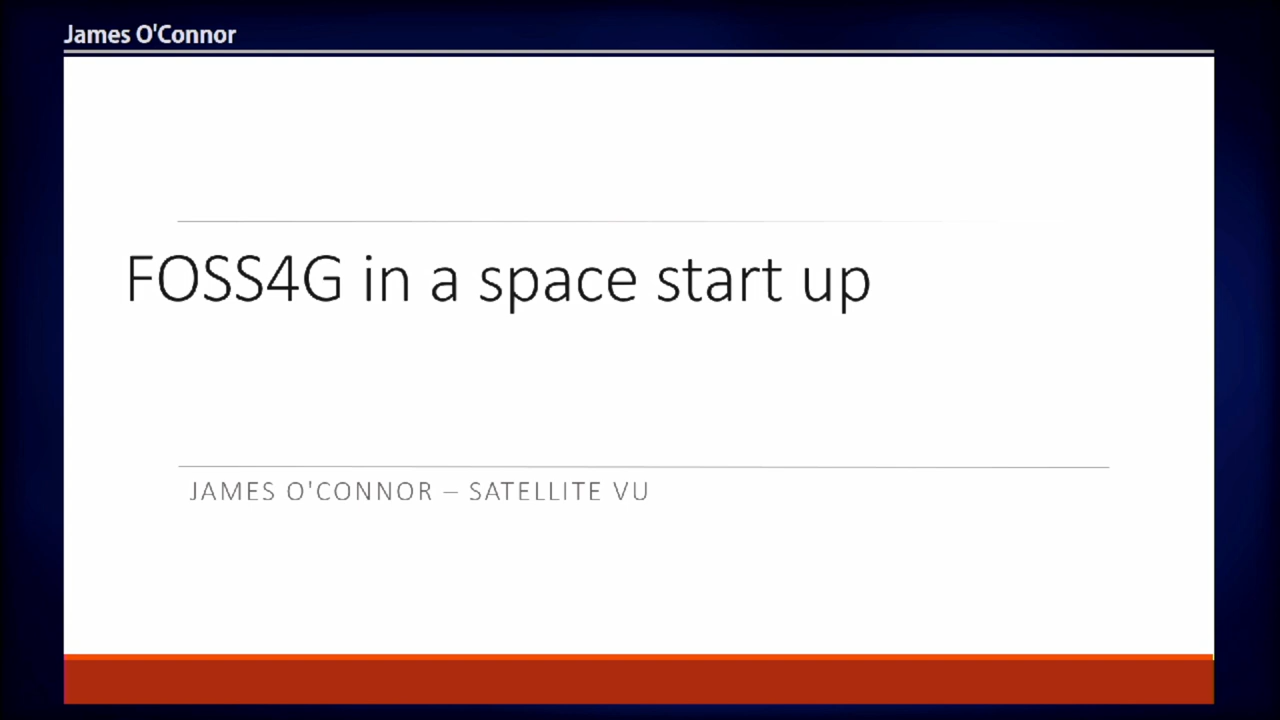 James O'Connor
FOSS4G in a space start up
JAMES O'CONNOR – SATELLITE VU